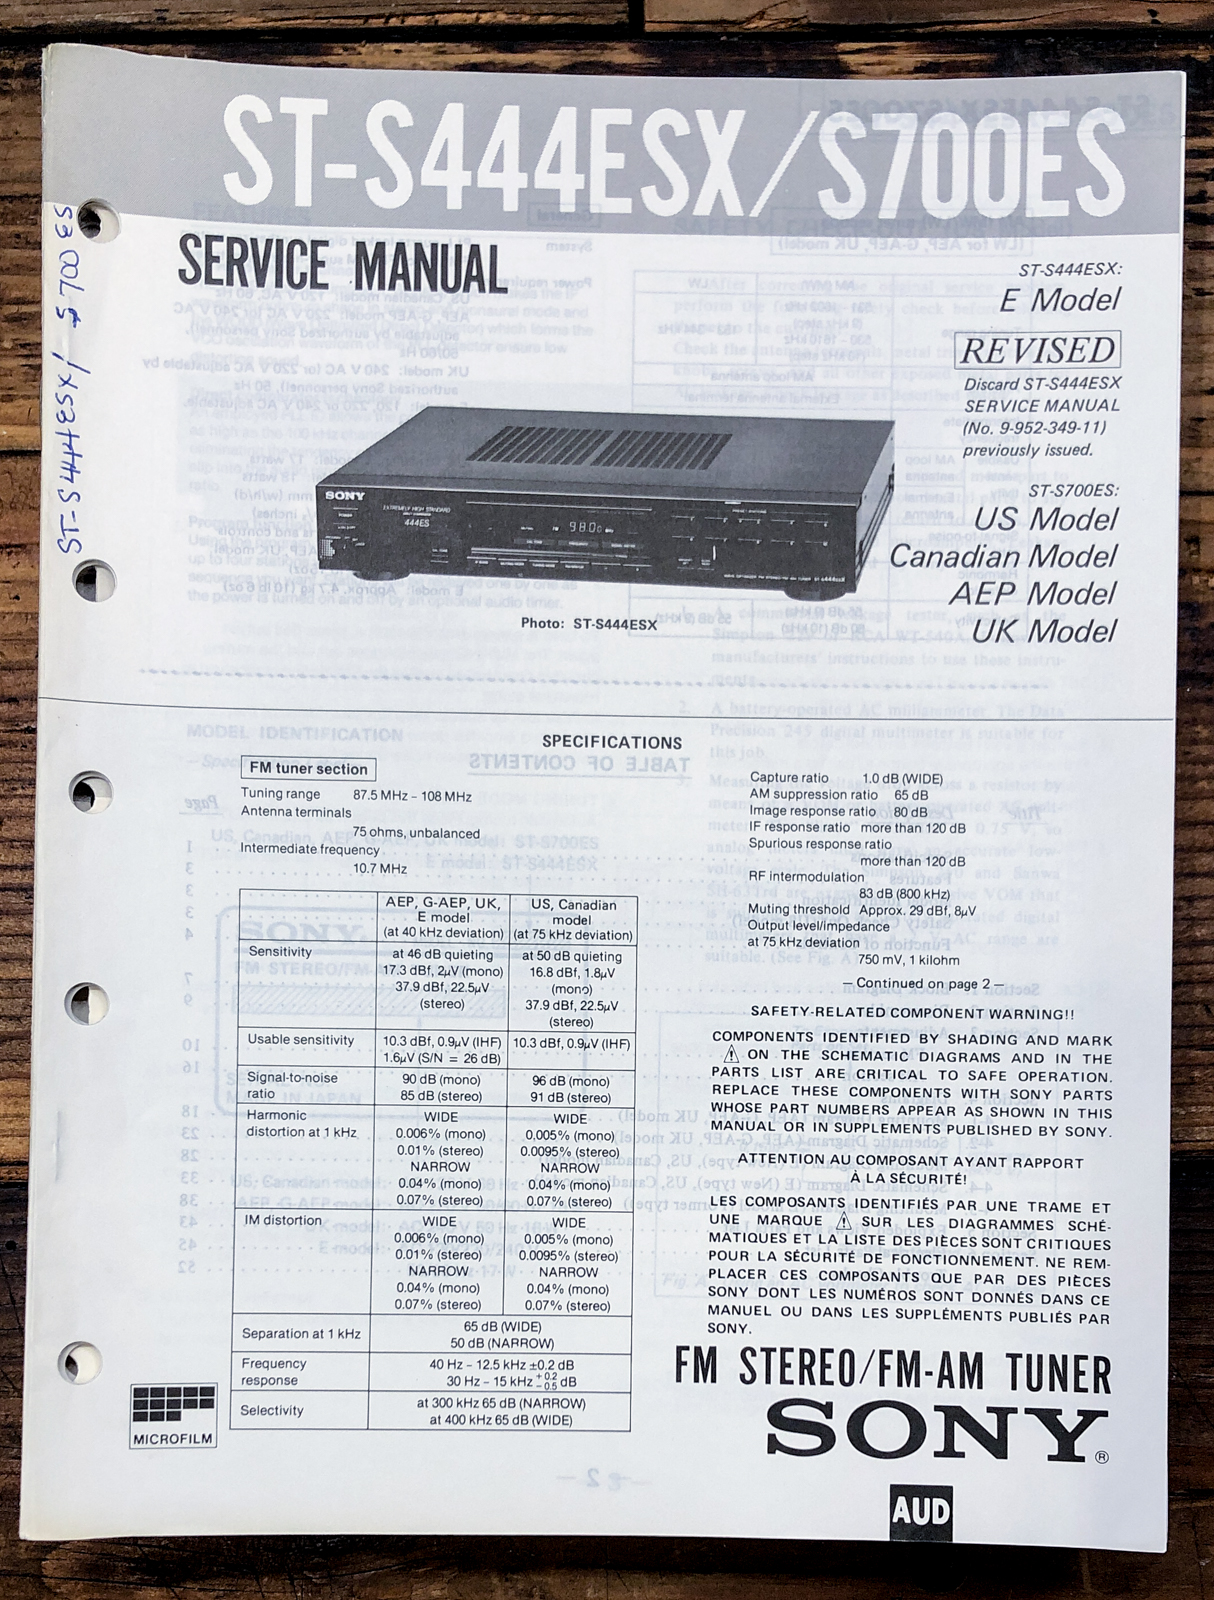 ST-S444ESX/S700ES
SERVICE MANUAL
ST-S444ESX/ S700ES
ST-S444ESX:
E Model
REVISED
Discard ST-S444ESX
SERVICE MANUAL
(No. 9-952-349-11)
previously issued.
ST-S700ES:
US Model
Canadian Model
AEP Model
UK Model
SONY
EXTREMELY HIGH STANDARD
444ES
980
Photo: ST-S444ESX
SPECIFICATIONS
FM tuner section
Tuning range 87.5 MHz – 108 MHz
Antenna terminals
75 ohms, unbalanced
Intermediate frequency
10.7 MHz
AEP, G-AEP, UK, US, Canadian
E model model
(at 40 kHz deviation) (at 75 kHz deviation)
Sensitivity at 46 dB quieting at 50 dB quieting
17.3 dBf, 2µV (mono) 16.8 dBf, 1.8µV
37.9 dBf, 22.5µV (mono)
(stereo) 37.9 dBf, 22.5µV
(stereo)
Usable sensitivity 10.3 dBf, 0.9µV (IHF) 10.3 dBf, 0.9µV (IHF)
1.6µV (S/N = 26 dB)
Signal-to-noise 90 dB (mono) 96 dB (mono)
ratio 85 dB (stereo) 91 dB (stereo)
Harmonic WIDE WIDE
distortion at 1 kHz 0.006% (mono) 0.005% (mono)
0.01% (stereo) 0.0095% (stereo)
NARROW NARROW
0.04% (mono) 0.04% (mono)
0.07% (stereo) 0.07% (stereo)
IM distortion WIDE WIDE
0.006% (mono) 0.005% (mono)
0.01% (stereo) 0.0095% (stereo)
NARROW NARROW
0.04% (mono) 0.04% (mono)
0.07% (stereo) 0.07% (stereo)
Separation at 1 kHz 65 dB (WIDE)
50 dB (NARROW)
Frequency 40 Hz – 12.5 kHz ±0.2 dB
response 30 Hz – 15 kHz +0.2 −0.5 dB
Selectivity at 300 kHz 65 dB (NARROW)
at 400 kHz 65 dB (WIDE)
MICROFILM
Capture ratio 1.0 dB (WIDE)
AM suppression ratio 65 dB
Image response ratio 80 dB
IF response ratio more than 120 dB
Spurious response ratio
more than 120 dB
RF intermodulation
83 dB (800 kHz)
Muting threshold Approx. 29 dBf, 8µV
Output level/impedance
at 75 kHz deviation
750 mV, 1 kilohm
— Continued on page 2 —
SAFETY-RELATED COMPONENT WARNING!!
COMPONENTS IDENTIFIED BY SHADING AND MARK
⚠ ON THE SCHEMATIC DIAGRAMS AND IN THE
PARTS LIST ARE CRITICAL TO SAFE OPERATION.
REPLACE THESE COMPONENTS WITH SONY PARTS
WHOSE PART NUMBERS APPEAR AS SHOWN IN THIS
MANUAL OR IN SUPPLEMENTS PUBLISHED BY SONY.
ATTENTION AU COMPOSANT AYANT RAPPORT
À LA SÉCURITÉ!
LES COMPOSANTS IDENTIFIÉS PAR UNE TRAME ET
UNE MARQUE ⚠ SUR LES DIAGRAMMES SCHÉ-
MATIQUES ET LA LISTE DES PIÈCES SONT CRITIQUES
POUR LA SÉCURITÉ DE FONCTIONNEMENT. NE REM-
PLACER CES COMPOSANTS QUE PAR DES PIÈCES
SONY DONT LES NUMÉROS SONT DONNÉS DANS CE
MANUEL OU DANS LES SUPPLÉMENTS PUBLIÉS PAR
SONY.
FM STEREO/FM-AM TUNER
SONY®
AUD